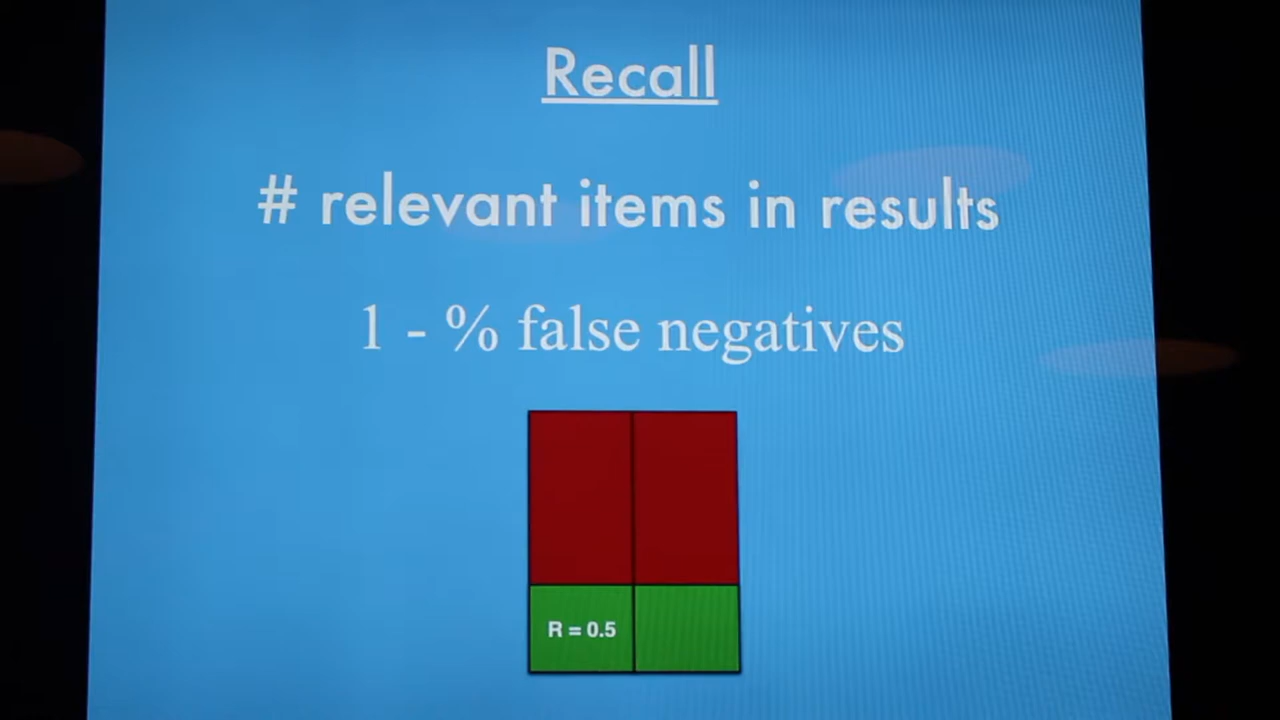 Recall
# relevant items in results
1 - % false negatives
R = 0.5